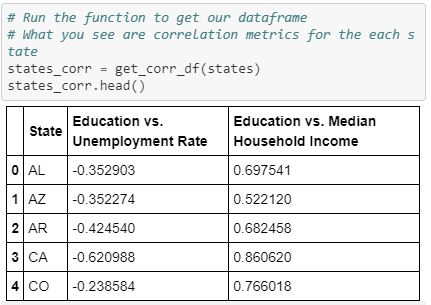 # Run the function to get our dataframe
# What you see are correlation metrics for the each s
tate
states_corr = get_corr_df(states)
states_corr.head()
State Education vs. Unemployment Rate Education vs. Median Household Income
0 AL -0.352903 0.697541
1 AZ -0.352274 0.522120
2 AR -0.424540 0.682458
3 CA -0.620988 0.860620
4 CO -0.238584 0.766018